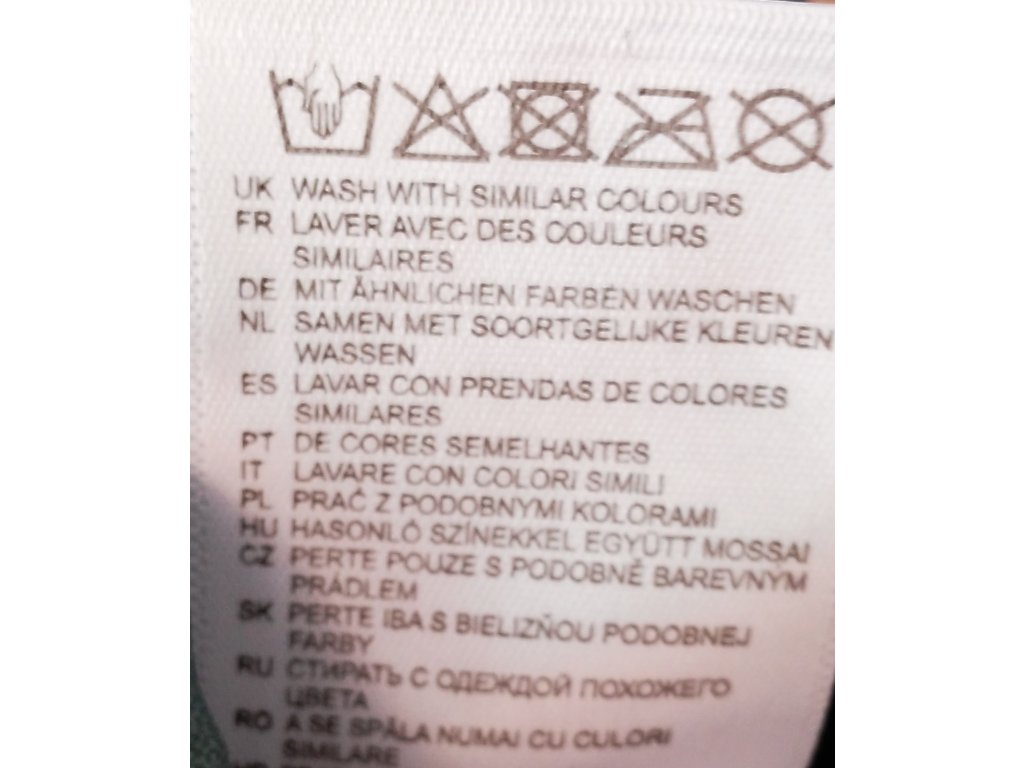 UK WASH WITH SIMILAR COLOURS
FR LAVER AVEC DES COULEURS
SIMILAIRES
DE MIT ÄHNLICHEN FARBEN WASCHEN
NL SAMEN MET SOORTGELIJKE KLEUREN
WASSEN
ES LAVAR CON PRENDAS DE COLORES
SIMILARES
PT DE CORES SEMELHANTES
IT LAVARE CON COLORI SIMILI
PL PRAĆ Z PODOBNYMI KOLORAMI
HU HASONLÓ SZÍNEKKEL EGYÜTT MOSSA
CZ PERTE POUZE S PODOBNĚ BAREVNÝM
PRÁDLEM
SK PERTE IBA S BIELIZŇOU PODOBNEJ
FARBY
RU СТИРАТЬ С ОДЕЖДОЙ ПОХОЖЕГО
ЦВЕТА
RO A SE SPĂLA NUMAI CU CULORI
SIMILARE